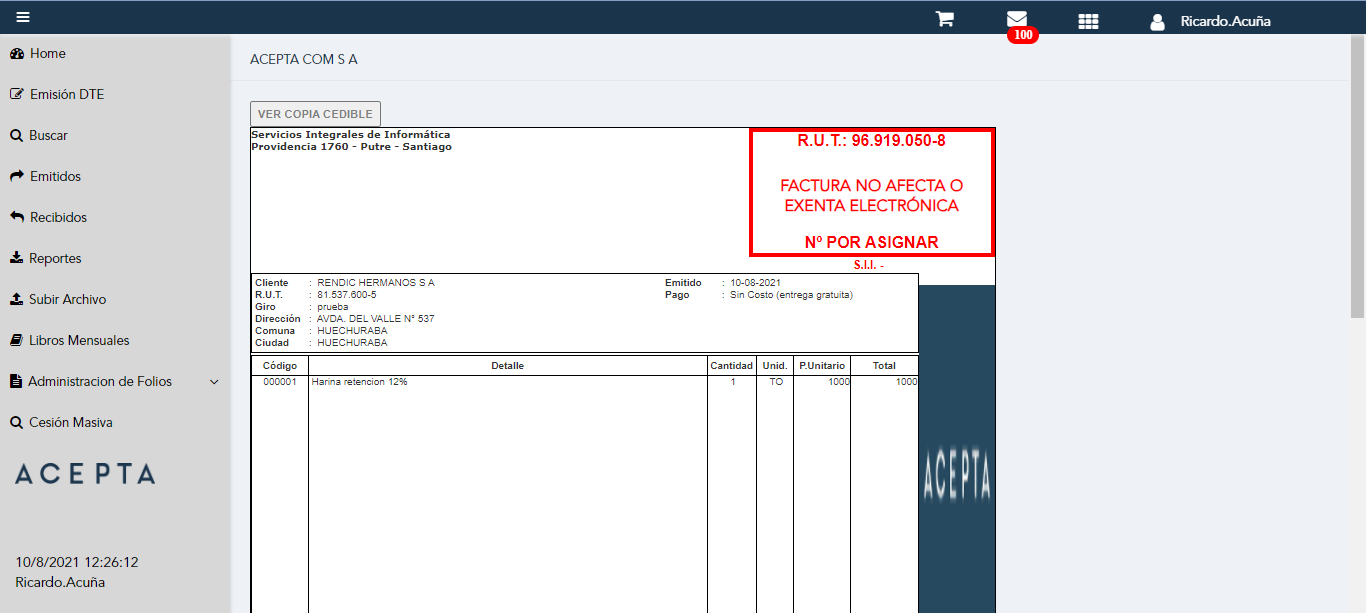 Ricardo.Acuña
100
Home
Emisión DTE
Buscar
Emitidos
Recibidos
Reportes
Subir Archivo
Libros Mensuales
Administracion de Folios
Cesión Masiva
ACEPTA
10/8/2021 12:26:12
Ricardo.Acuña
ACEPTA COM S A
VER COPIA CEDIBLE
Servicios Integrales de Informática
Providencia 1760 - Putre - Santiago
R.U.T.: 96.919.050-8
FACTURA NO AFECTA O
EXENTA ELECTRÓNICA
Nº POR ASIGNAR
S.I.I. -
Cliente : RENDIC HERMANOS S A Emitido : 10-08-2021
R.U.T. : 81.537.600-5 Pago : Sin Costo (entrega gratuita)
Giro : prueba
Dirección : AVDA. DEL VALLE N° 537
Comuna : HUECHURABA
Ciudad : HUECHURABA
Código Detalle Cantidad Unid. P.Unitario Total
000001 Harina retencion 12% 1 TO 1000 1000
ACEPTA